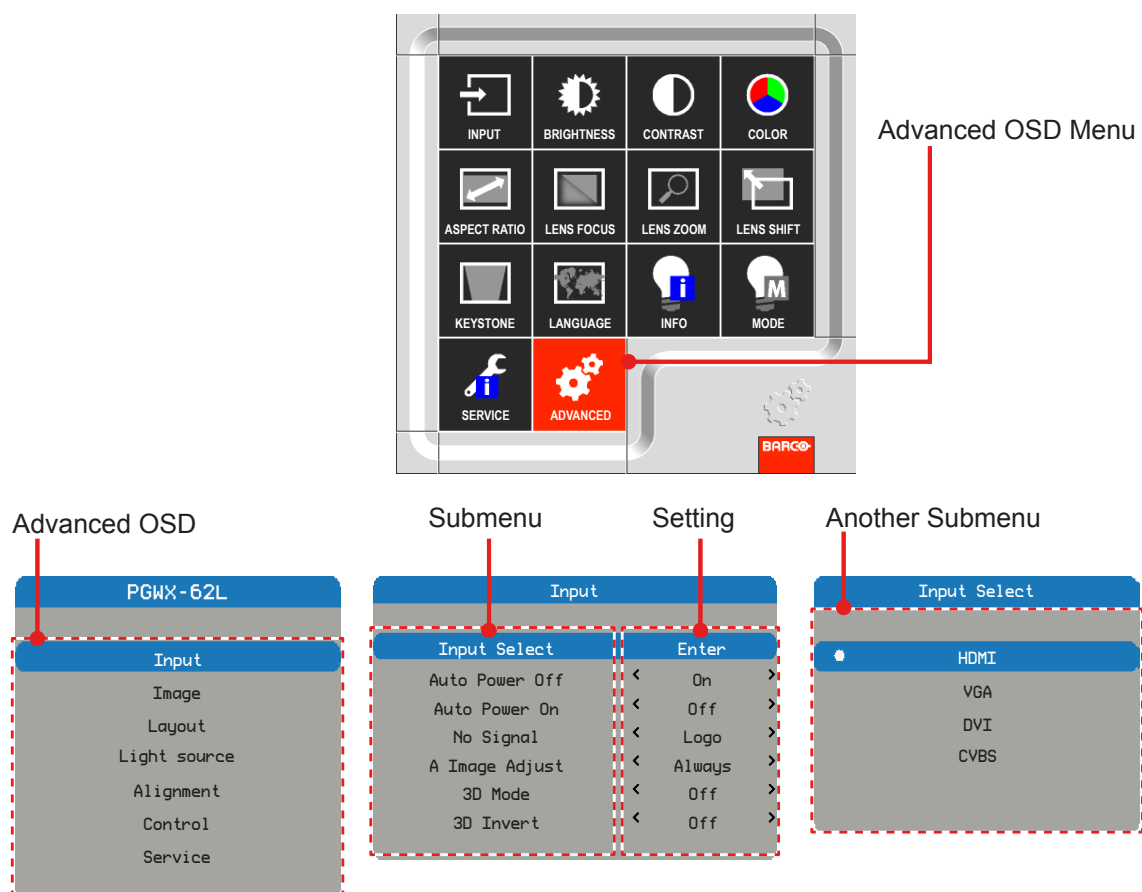 INPUT BRIGHTNESS CONTRAST COLOR
Advanced OSD Menu
ASPECT RATIO LENS FOCUS LENS ZOOM LENS SHIFT
i M
KEYSTONE LANGUAGE INFO MODE
i
SERVICE ADVANCED
BARCO
Advanced OSD
Submenu
Setting
Another Submenu
PGWX-62L
Input
Image
Layout
Light source
Alignment
Control
Service
Input
Input Select Enter
Auto Power Off < On >
Auto Power On < Off >
No Signal < Logo >
A Image Adjust < Always >
3D Mode < Off >
3D Invert < Off >
Input Select
HDMI
VGA
DVI
CVBS